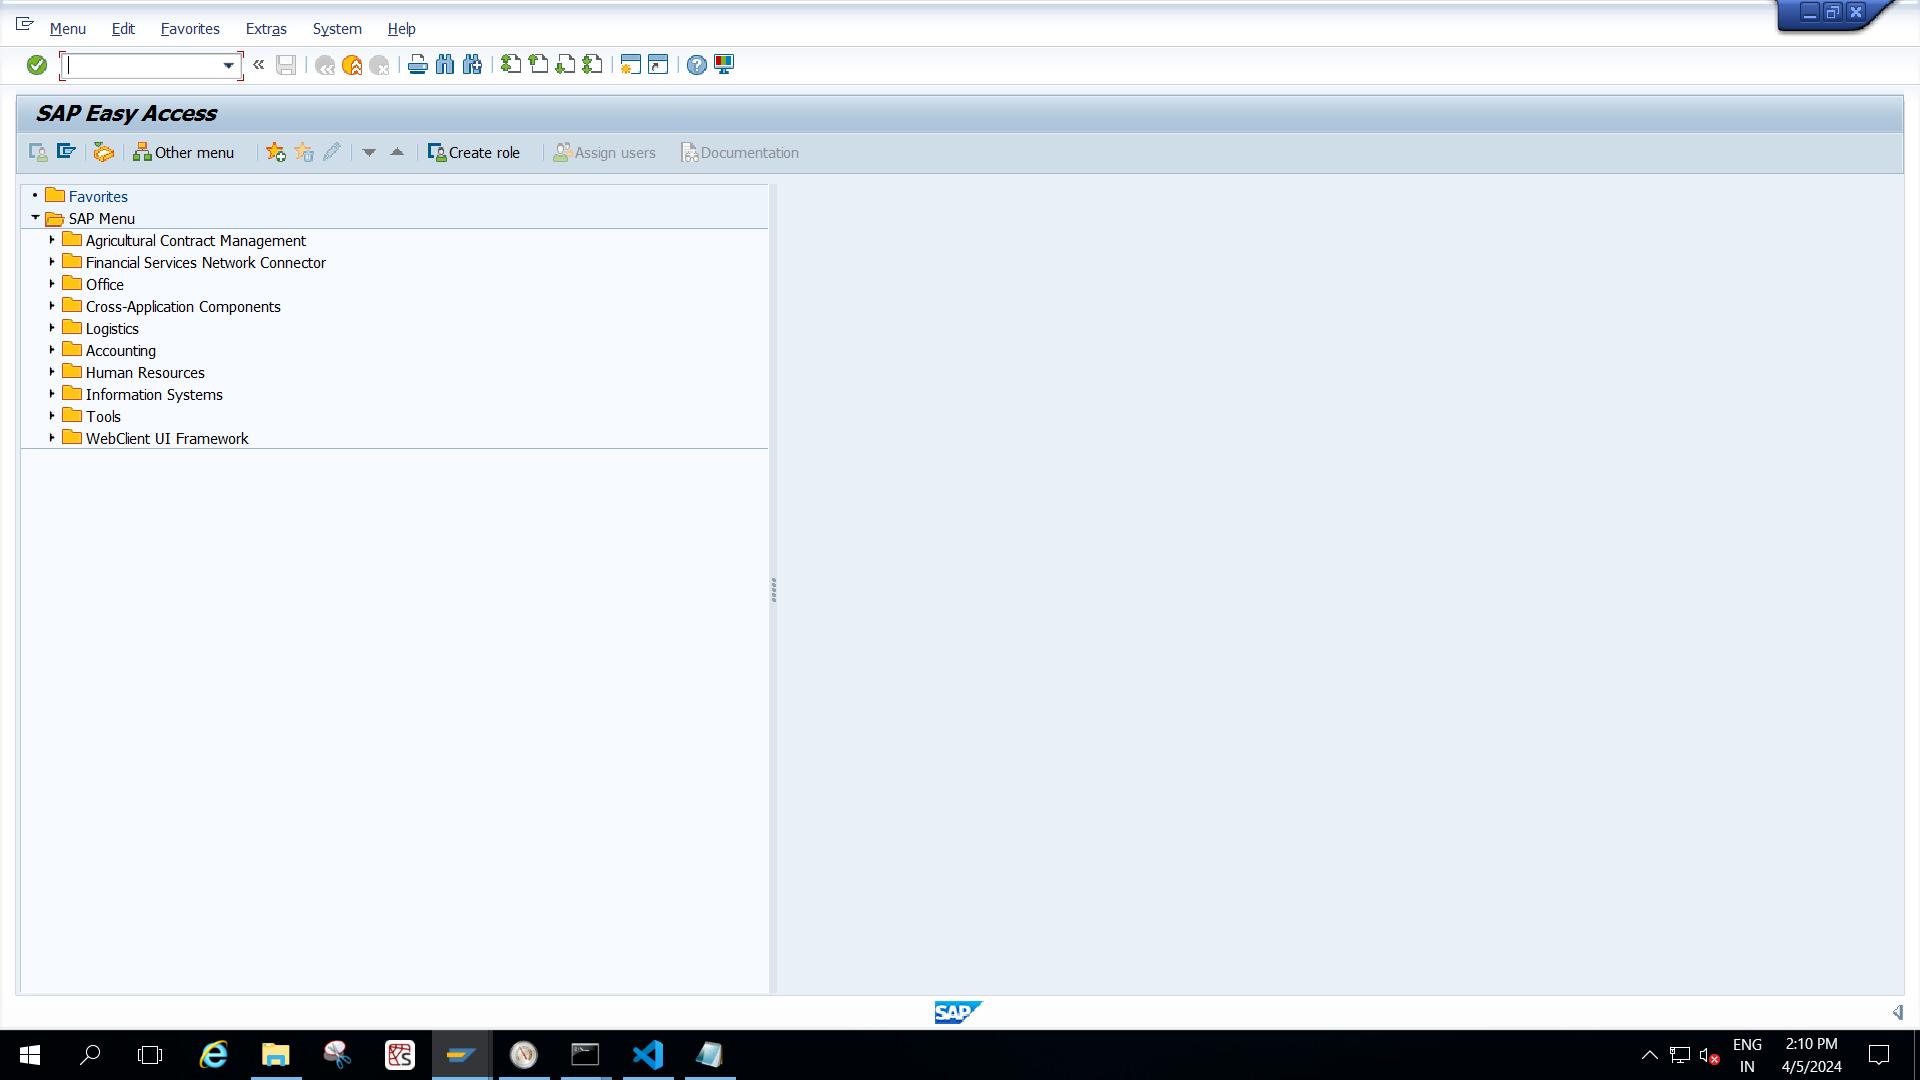 Menu Edit Favorites Extras System Help
SAP Easy Access
Other menu Create role Assign users Documentation
Favorites
SAP Menu
Agricultural Contract Management
Financial Services Network Connector
Office
Cross-Application Components
Logistics
Accounting
Human Resources
Information Systems
Tools
WebClient UI Framework
SAP
ENG 2:10 PM
IN 4/5/2024